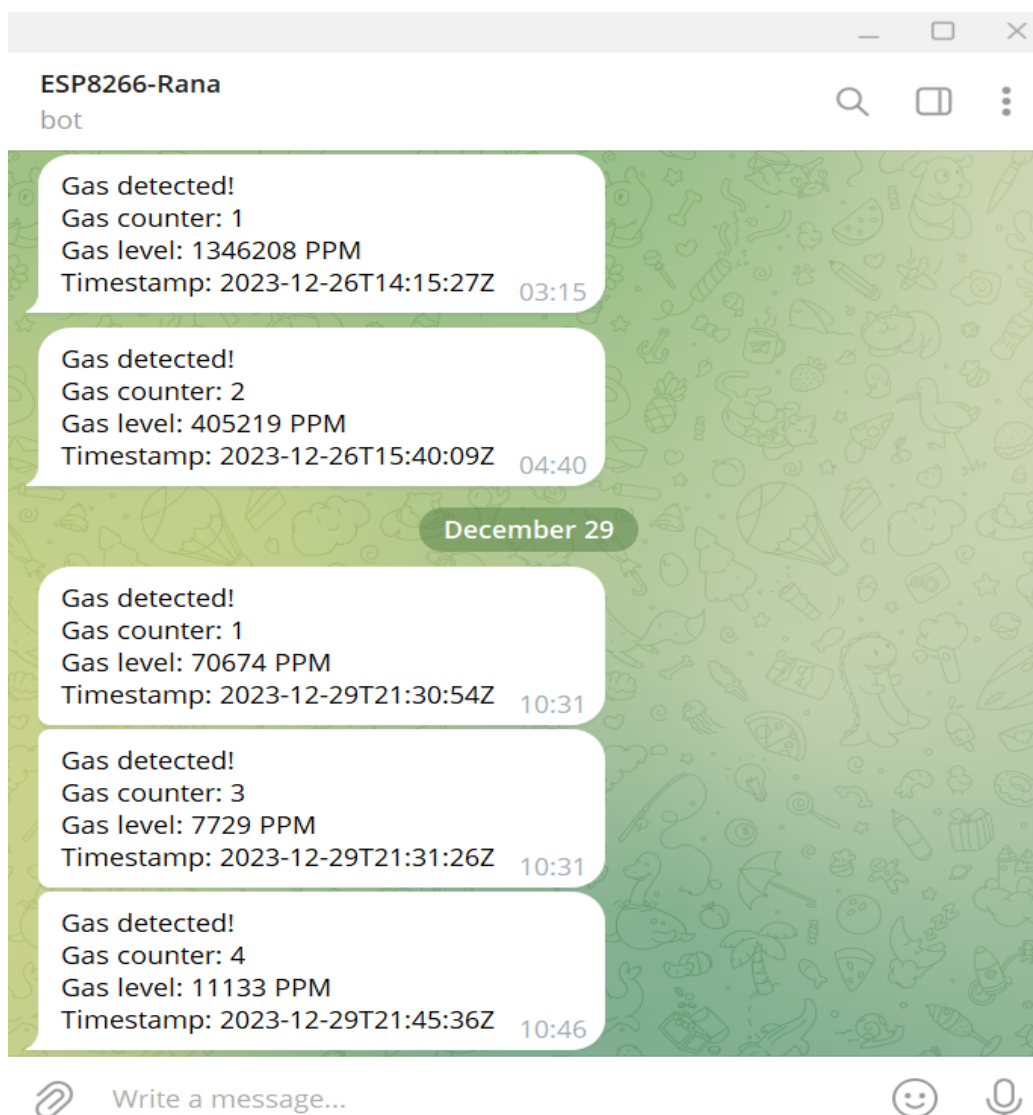 ESP8266-Rana
bot
Gas detected!
Gas counter: 1
Gas level: 1346208 PPM
Timestamp: 2023-12-26T14:15:27Z 03:15
Gas detected!
Gas counter: 2
Gas level: 405219 PPM
Timestamp: 2023-12-26T15:40:09Z 04:40
December 29
Gas detected!
Gas counter: 1
Gas level: 70674 PPM
Timestamp: 2023-12-29T21:30:54Z 10:31
Gas detected!
Gas counter: 3
Gas level: 7729 PPM
Timestamp: 2023-12-29T21:31:26Z 10:31
Gas detected!
Gas counter: 4
Gas level: 11133 PPM
Timestamp: 2023-12-29T21:45:36Z 10:46
Write a message...